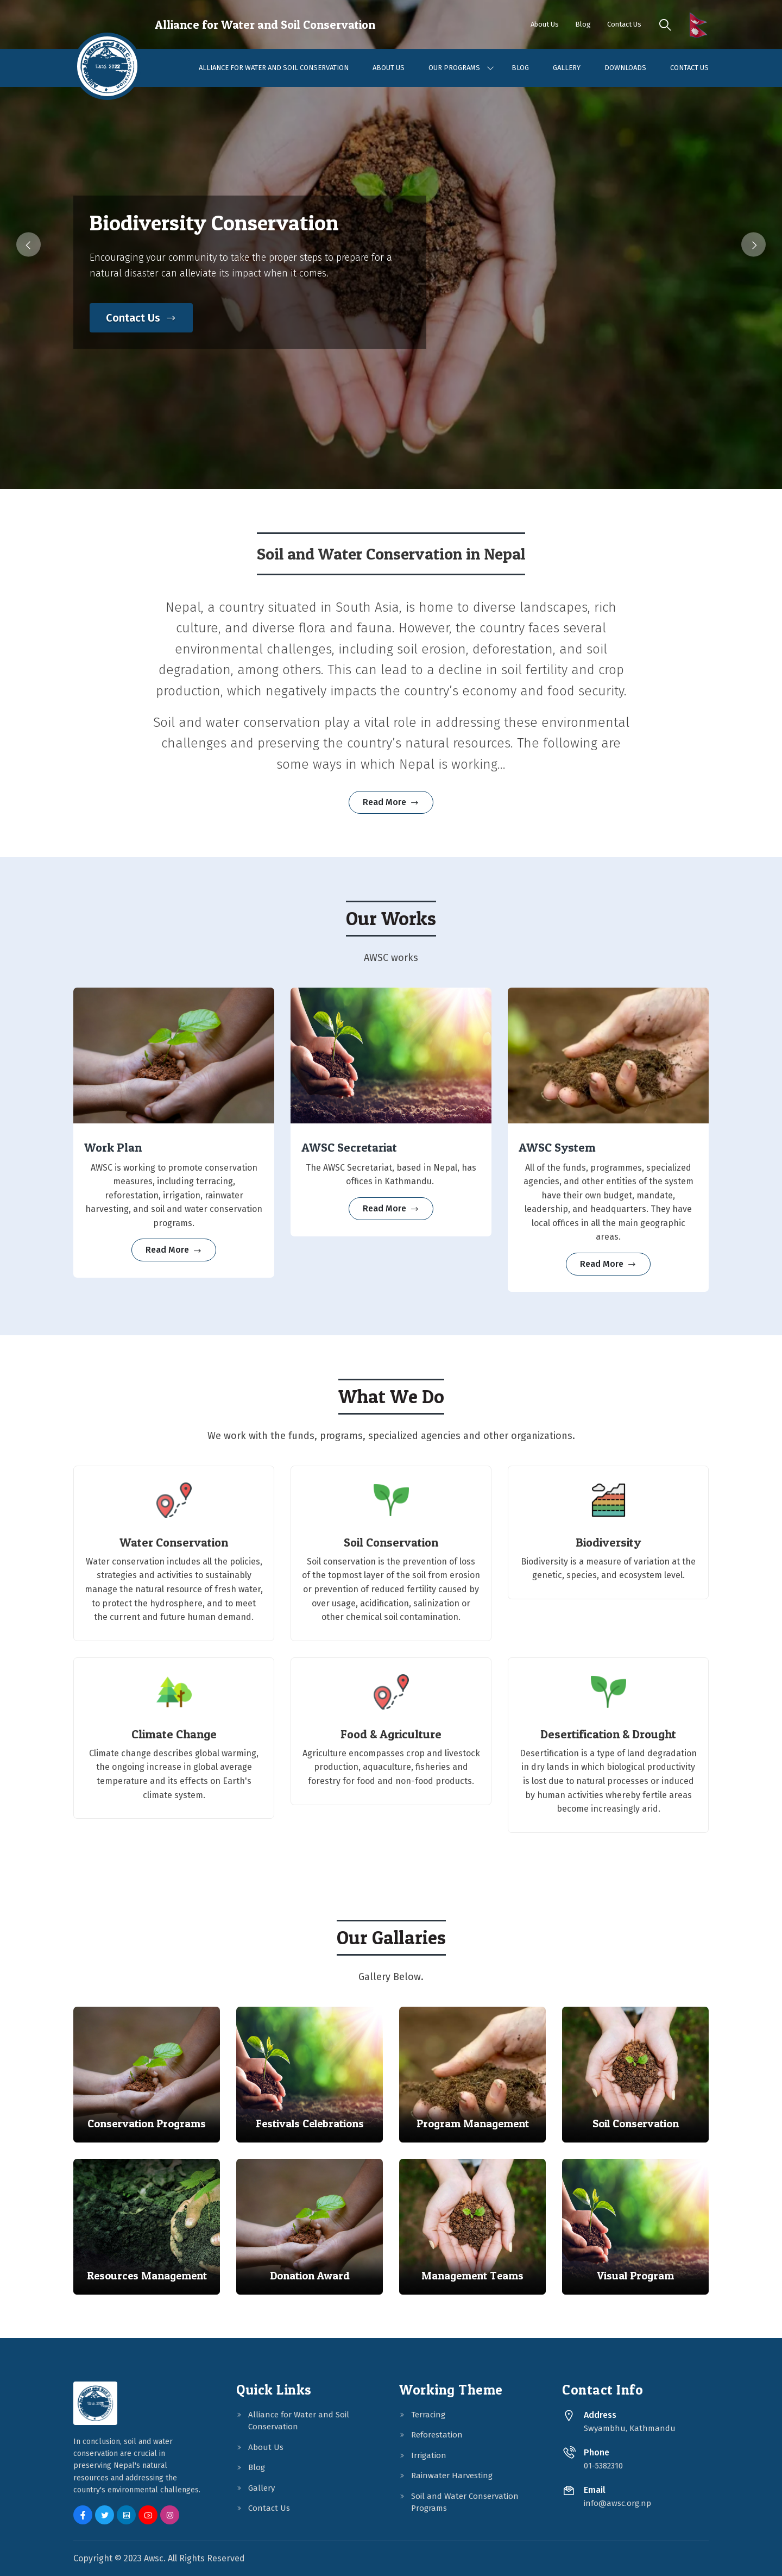 Alliance for Water and Soil Conservation
About Us
Blog
Contact Us
ALLIANCE FOR WATER AND SOIL CONSERVATION
ABOUT US
OUR PROGRAMS
BLOG
GALLERY
DOWNLOADS
CONTACT US
Biodiversity Conservation
Encouraging your community to take the proper steps to prepare for a
natural disaster can alleviate its impact when it comes.
Contact Us
Soil and Water Conservation in Nepal
Nepal, a country situated in South Asia, is home to diverse landscapes, rich
culture, and diverse flora and fauna. However, the country faces several
environmental challenges, including soil erosion, deforestation, and soil
degradation, among others. This can lead to a decline in soil fertility and crop
production, which negatively impacts the country’s economy and food security.
Soil and water conservation play a vital role in addressing these environmental
challenges and preserving the country’s natural resources. The following are
some ways in which Nepal is working...
Read More
Our Works
AWSC works
Work Plan
AWSC is working to promote conservation
measures, including terracing,
reforestation, irrigation, rainwater
harvesting, and soil and water conservation
programs.
Read More
AWSC Secretariat
The AWSC Secretariat, based in Nepal, has
offices in Kathmandu.
Read More
AWSC System
All of the funds, programmes, specialized
agencies, and other entities of the system
have their own budget, mandate,
leadership, and headquarters. They have
local offices in all the main geographic
areas.
Read More
What We Do
We work with the funds, programs, specialized agencies and other organizations.
Water Conservation
Water conservation includes all the policies,
strategies and activities to sustainably
manage the natural resource of fresh water,
to protect the hydrosphere, and to meet
the current and future human demand.
Soil Conservation
Soil conservation is the prevention of loss
of the topmost layer of the soil from erosion
or prevention of reduced fertility caused by
over usage, acidification, salinization or
other chemical soil contamination.
Biodiversity
Biodiversity is a measure of variation at the
genetic, species, and ecosystem level.
Climate Change
Climate change describes global warming,
the ongoing increase in global average
temperature and its effects on Earth's
climate system.
Food & Agriculture
Agriculture encompasses crop and livestock
production, aquaculture, fisheries and
forestry for food and non-food products.
Desertification & Drought
Desertification is a type of land degradation
in dry lands in which biological productivity
is lost due to natural processes or induced
by human activities whereby fertile areas
become increasingly arid.
Our Gallaries
Gallery Below.
Conservation Programs
Festivals Celebrations
Program Management
Soil Conservation
Resources Management
Donation Award
Management Teams
Visual Program
In conclusion, soil and water
conservation are crucial in
preserving Nepal's natural
resources and addressing the
country's environmental challenges.
Quick Links
Alliance for Water and Soil
Conservation
About Us
Blog
Gallery
Contact Us
Working Theme
Terracing
Reforestation
Irrigation
Rainwater Harvesting
Soil and Water Conservation
Programs
Contact Info
Address
Swyambhu, Kathmandu
Phone
01-5382310
Email
info@awsc.org.np
Copyright © 2023 Awsc. All Rights Reserved